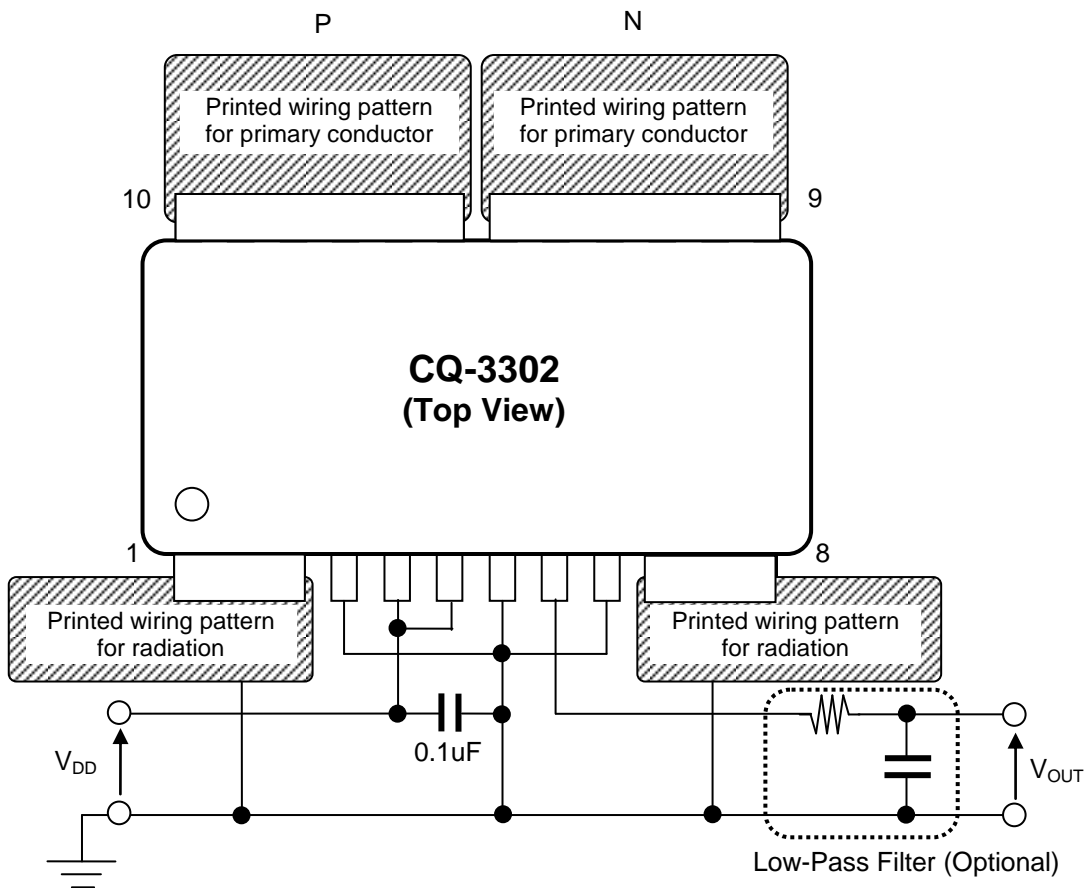 P
N
Printed wiring pattern
for primary conductor
Printed wiring pattern
for primary conductor
10
9
CQ-3302
(Top View)
1
8
Printed wiring pattern
for radiation
Printed wiring pattern
for radiation
0.1uF
VDD
VOUT
Low-Pass Filter (Optional)